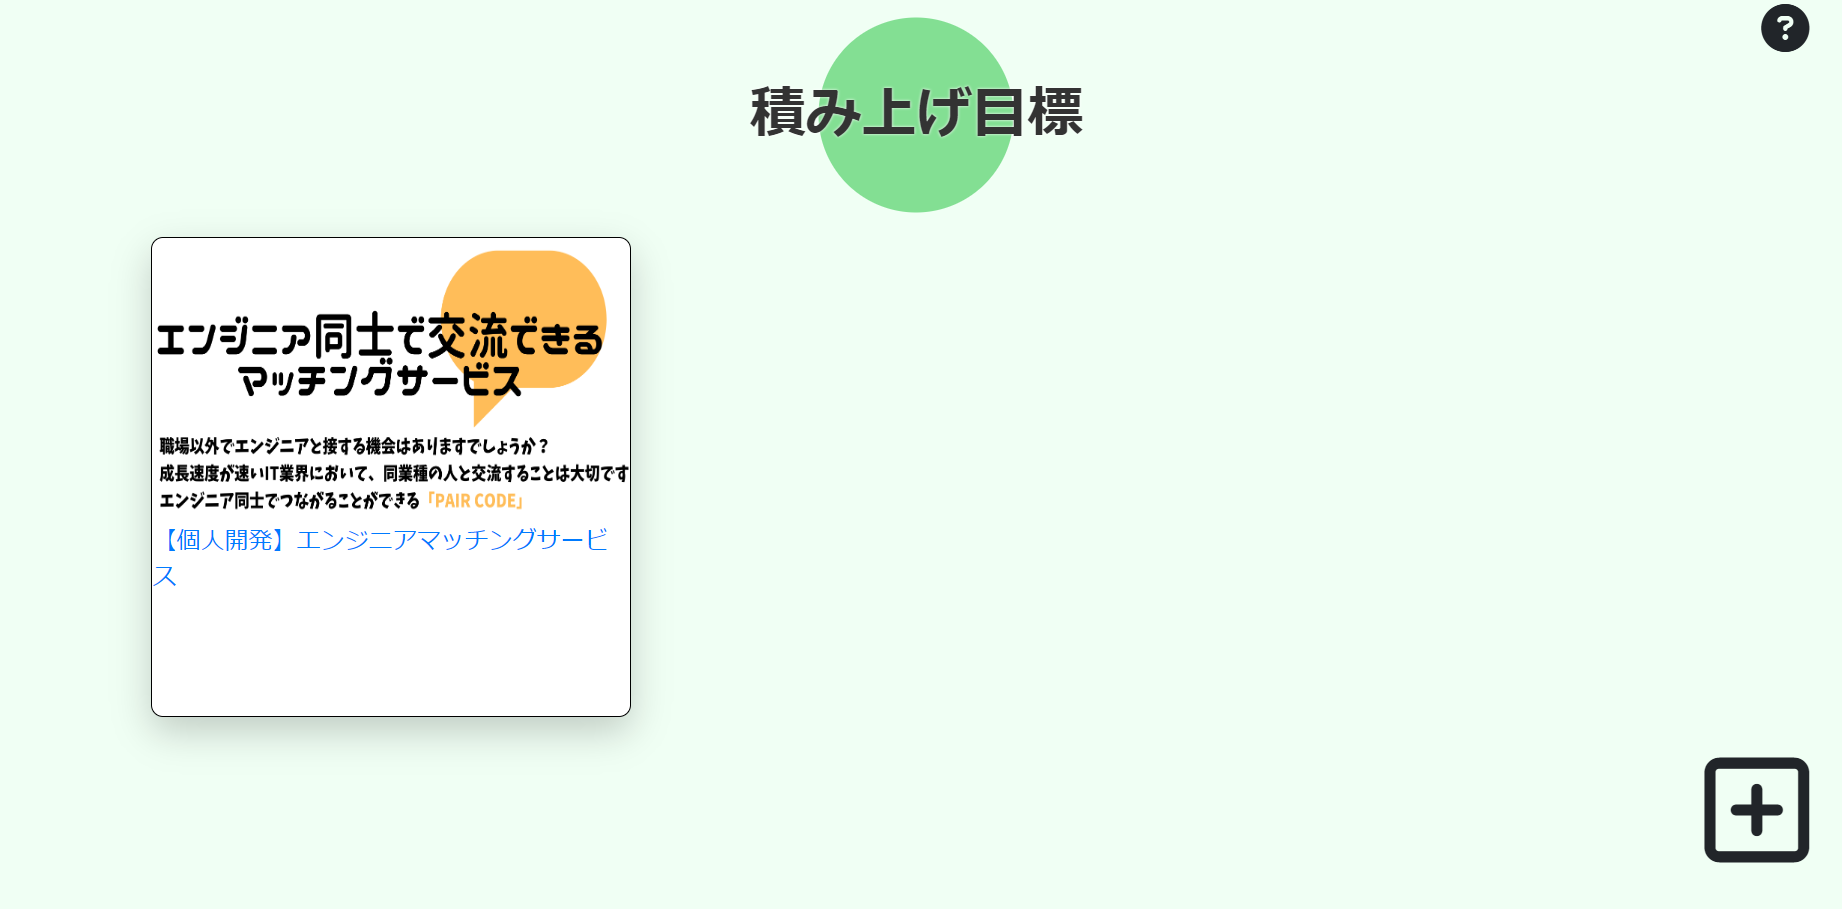 積み上げ目標
エンジニア同士で交流できる
マッチングサービス
職場以外でエンジニアと接する機会はありますでしょうか？
成長速度が速いIT業界において、同業種の人と交流することは大切です
エンジニア同士でつながることができる「PAIR CODE」
【個人開発】エンジニアマッチングサービ
ス